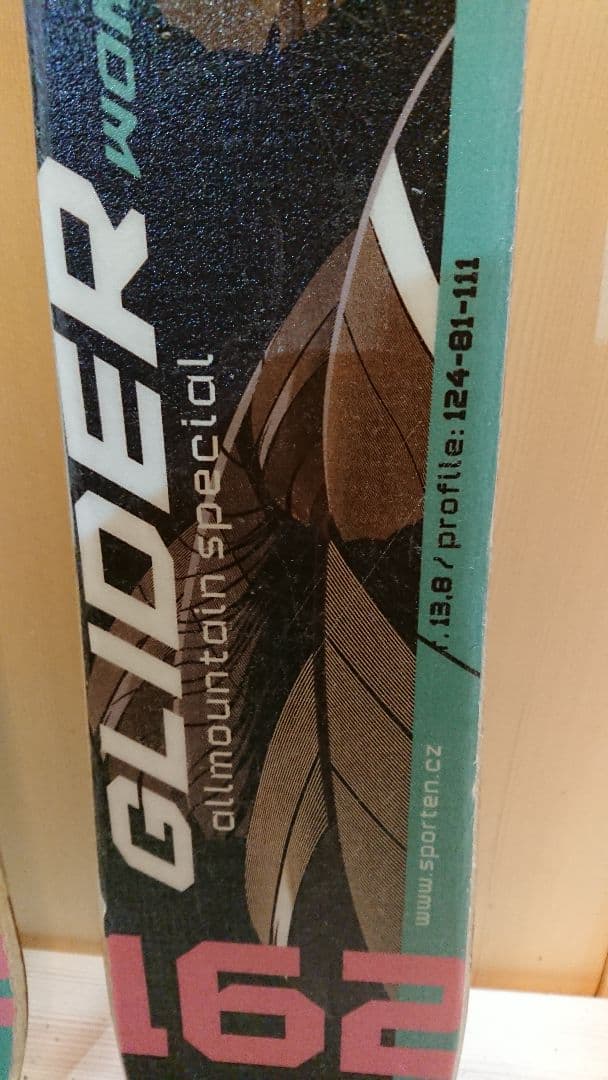 GLIDER
allmountain special
r. 13,8 / profile: 124-81-111
www.sporten.cz
162